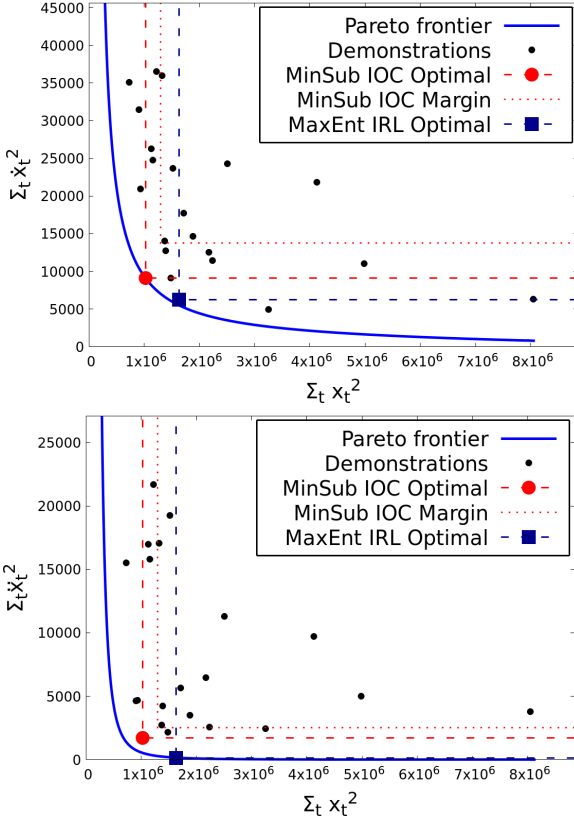 45000
40000
35000
30000
25000
20000
15000
10000
5000
0
Σt ẋt²
Pareto frontier
Demonstrations
MinSub IOC Optimal
MinSub IOC Margin
MaxEnt IRL Optimal
0 1x10⁶ 2x10⁶ 3x10⁶ 4x10⁶ 5x10⁶ 6x10⁶ 7x10⁶ 8x10⁶
Σt xt²
25000
20000
15000
10000
5000
0
Σtẍt²
Pareto frontier
Demonstrations
MinSub IOC Optimal
MinSub IOC Margin
MaxEnt IRL Optimal
0 1x10⁶ 2x10⁶ 3x10⁶ 4x10⁶ 5x10⁶ 6x10⁶ 7x10⁶ 8x10⁶
Σt xt²